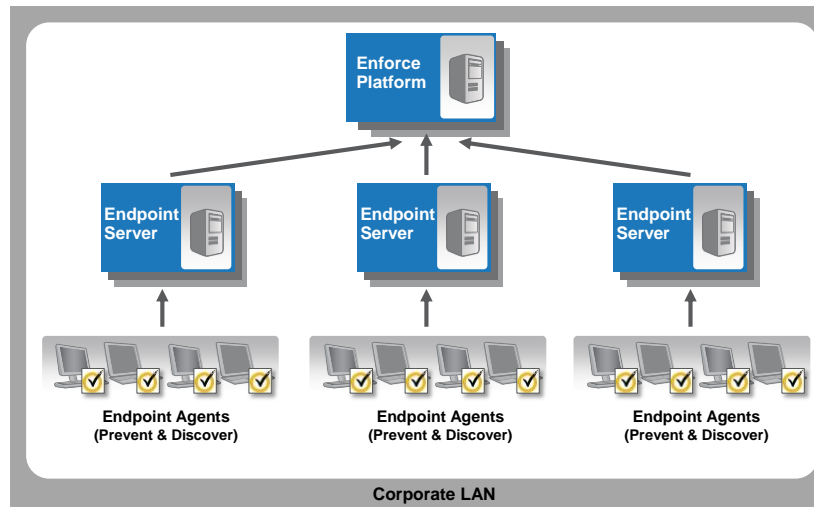 Enforce
Platform
Endpoint
Server
Endpoint
Server
Endpoint
Server
Endpoint Agents
(Prevent & Discover)
Endpoint Agents
(Prevent & Discover)
Endpoint Agents
(Prevent & Discover)
Corporate LAN